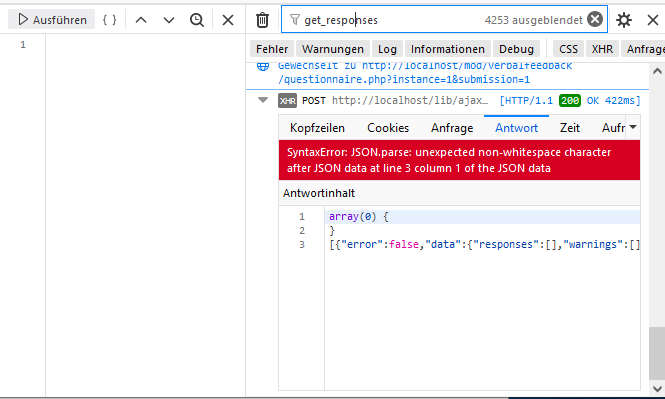 Ausführen
get_responses
4253 ausgeblendet
1
Fehler Warnungen Log Informationen Debug CSS XHR Anfrage
Gewechselt zu http://localhost/mod/verbalfeedback
/questionnaire.php?instance=1&submission=1
XHR POST http://localhost/lib/ajax… [HTTP/1.1 200 OK 422ms]
Kopfzeilen Cookies Anfrage Antwort Zeit Aufr
SyntaxError: JSON.parse: unexpected non-whitespace character
after JSON data at line 3 column 1 of the JSON data
Antwortinhalt
1 array(0) {
2 }
3 [{"error":false,"data":{"responses":[],"warnings":[]